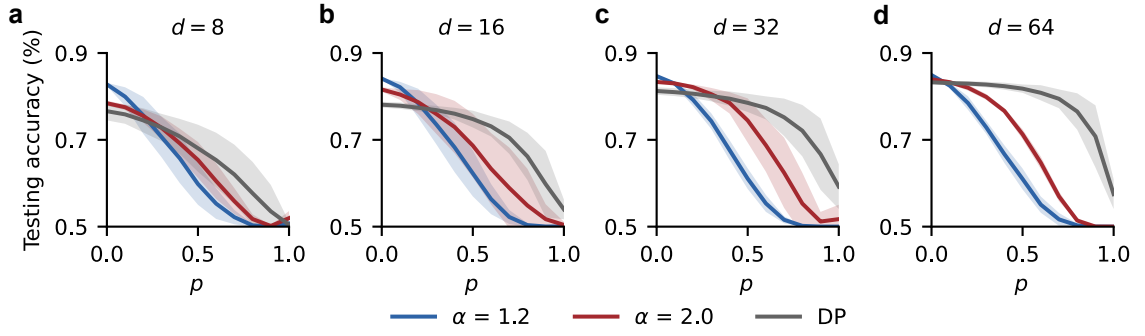 a b c d
d = 8 d = 16 d = 32 d = 64
Testing accuracy (%)
0.9 0.9 0.9 0.9
0.7 0.7 0.7 0.7
0.5 0.5 0.5 0.5
0.0 0.5 1.0 0.0 0.5 1.0 0.0 0.5 1.0 0.0 0.5 1.0
p p p p
α = 1.2 α = 2.0 DP